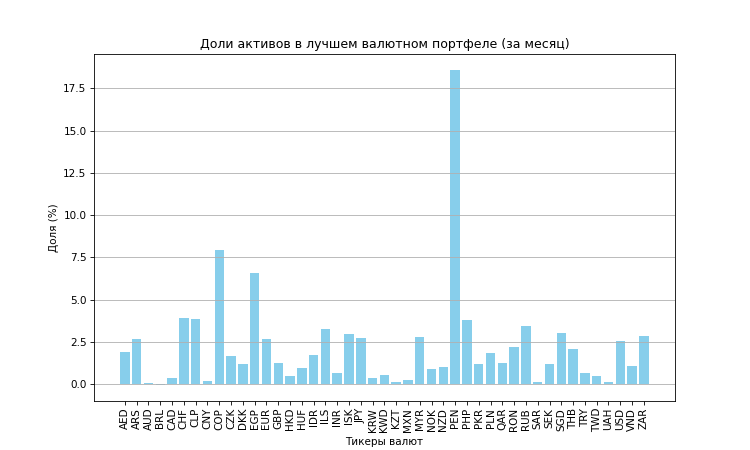 Доли активов в лучшем валютном портфеле (за месяц)
Доля (%)
17.5
15.0
12.5
10.0
7.5
5.0
2.5
0.0
AED ARS AUD BRL CAD CHF CLP CNY COP CZK DKK EGP EUR GBP HKD HUF IDR ILS INR ISK JPY KRW KWD KZT MXN MYR NOK NZD PEN PHP PKR PLN QAR RON RUB SAR SEK SGD THB TRY TWD UAH USD VND ZAR
Тикеры валют